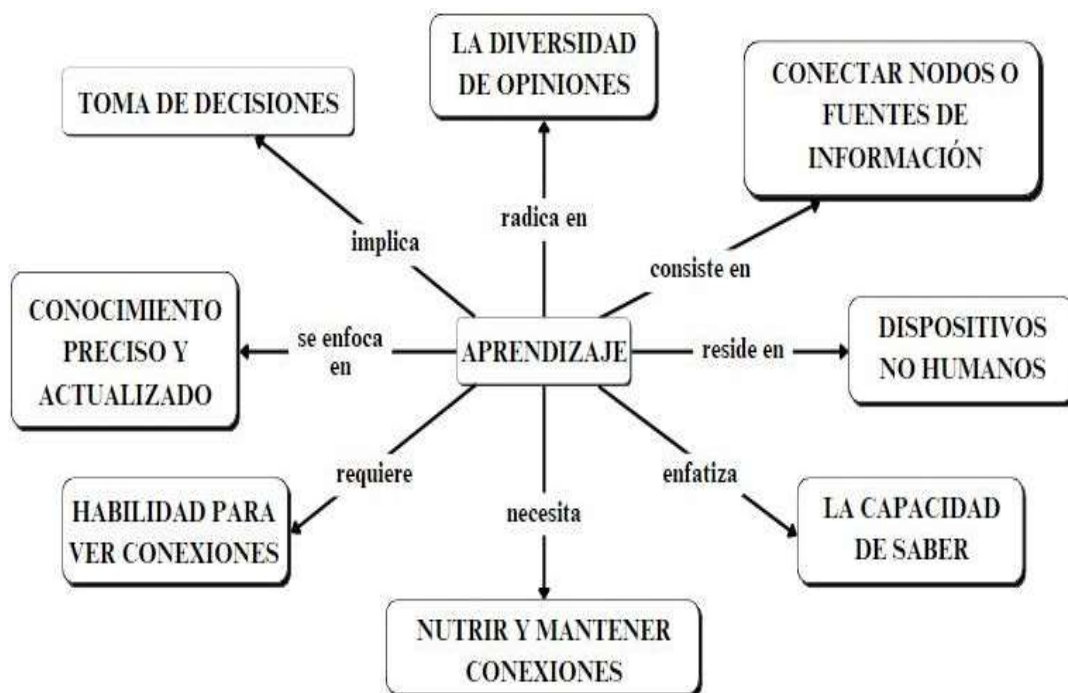 LA DIVERSIDAD
DE OPINIONES
CONECTAR NODOS O
FUENTES DE
INFORMACIÓN
TOMA DE DECISIONES
radica en
implica
consiste en
CONOCIMIENTO
PRECISO Y
ACTUALIZADO
se enfoca
en
APRENDIZAJE
reside en
DISPOSITIVOS
NO HUMANOS
requiere
enfatiza
necesita
HABILIDAD PARA
VER CONEXIONES
LA CAPACIDAD
DE SABER
NUTRIR Y MANTENER
CONEXIONES